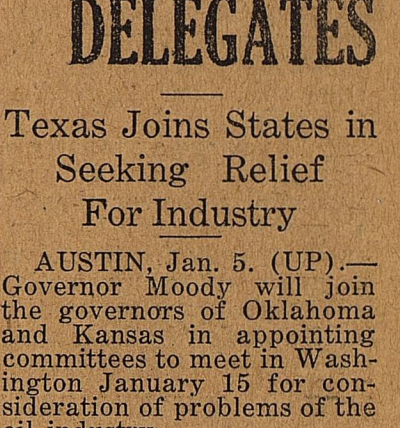 DELEGATES
Texas Joins States in
Seeking Relief
For Industry
AUSTIN, Jan. 5. (UP).—
Governor Moody will join
the governors of Oklahoma
and Kansas in appointing
committees to meet in Wash-
ington January 15 for con-
sideration of problems of the
oil industry.